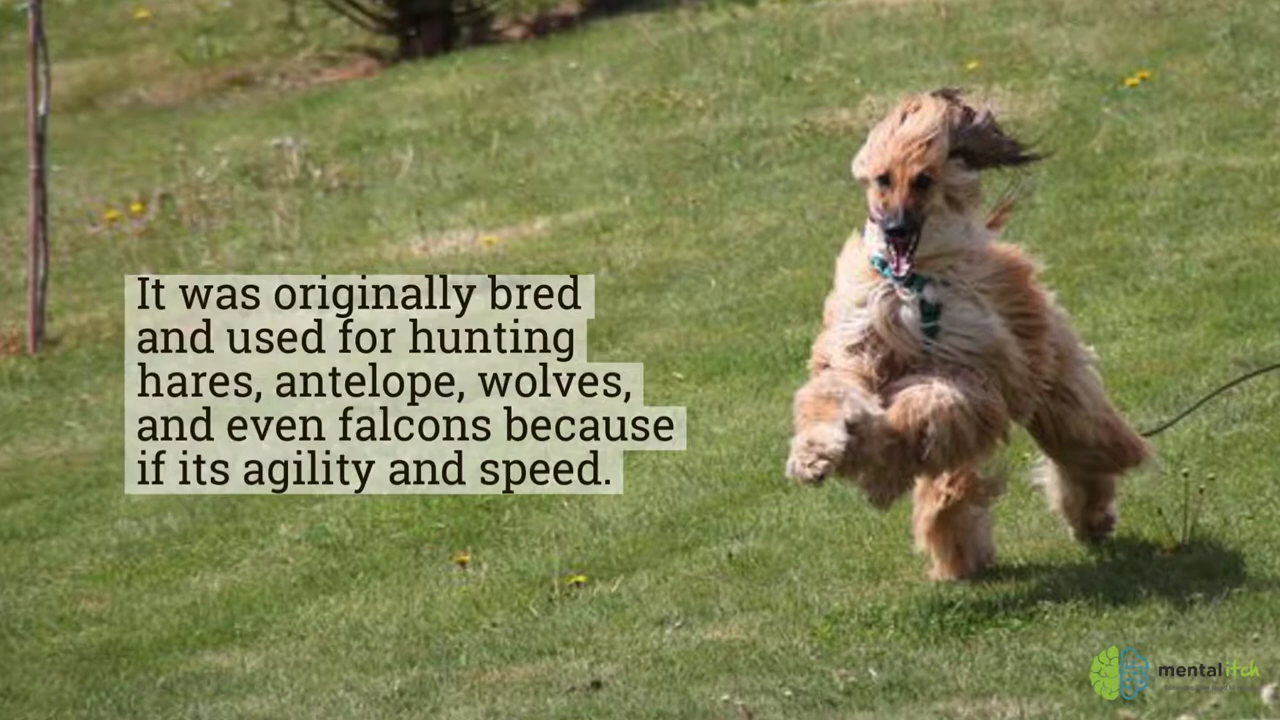 It was originally bred
and used for hunting
hares, antelope, wolves,
and even falcons because
if its agility and speed.
mentalitch